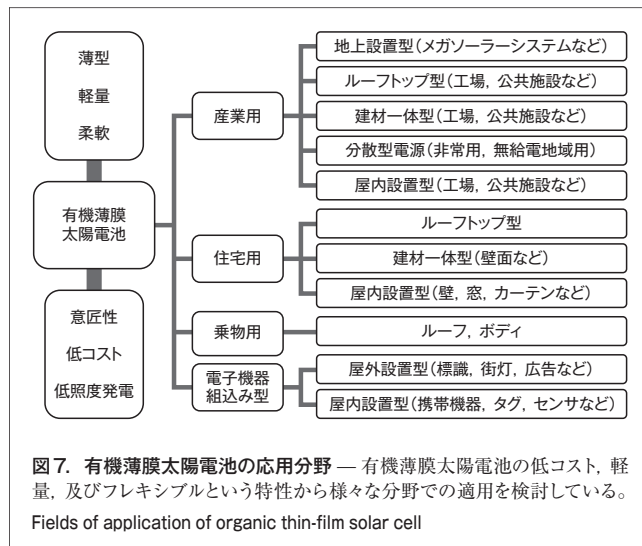 薄型
軽量
柔軟
有機薄膜
太陽電池
意匠性
低コスト
低照度発電
産業用
地上設置型(メガソーラーシステムなど)
ルーフトップ型(工場, 公共施設など)
建材一体型(工場, 公共施設など)
分散型電源(非常用, 無給電地域用)
屋内設置型(工場, 公共施設など)
住宅用
ルーフトップ型
建材一体型(壁面など)
屋内設置型(壁, 窓, カーテンなど)
乗物用
ルーフ, ボディ
電子機器
組込み型
屋外設置型(標識, 街灯, 広告など)
屋内設置型(携帯機器, タグ, センサなど)
図7. 有機薄膜太陽電池の応用分野 — 有機薄膜太陽電池の低コスト, 軽
量, 及びフレキシブルという特性から様々な分野での適用を検討している。
Fields of application of organic thin-film solar cell